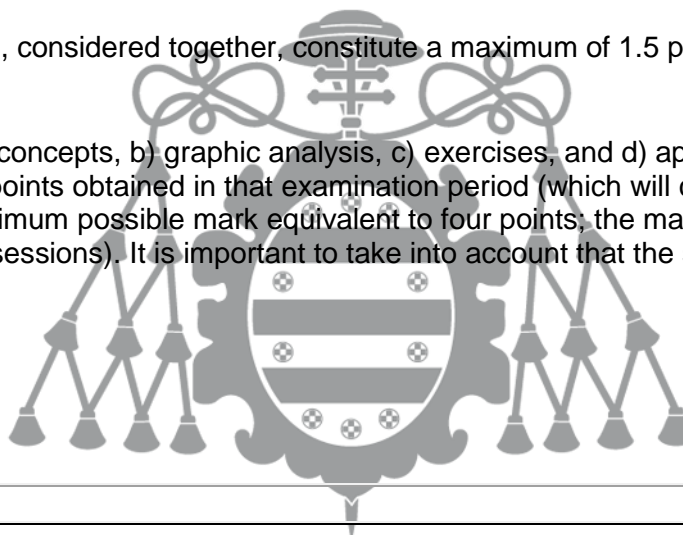 , considered together, constitute a maximum of 1.5 p
concepts, b) graphic analysis, c) exercises, and d) ap
points obtained in that examination period (which will
imum possible mark equivalent to four points; the ma
sessions). It is important to take into account that the